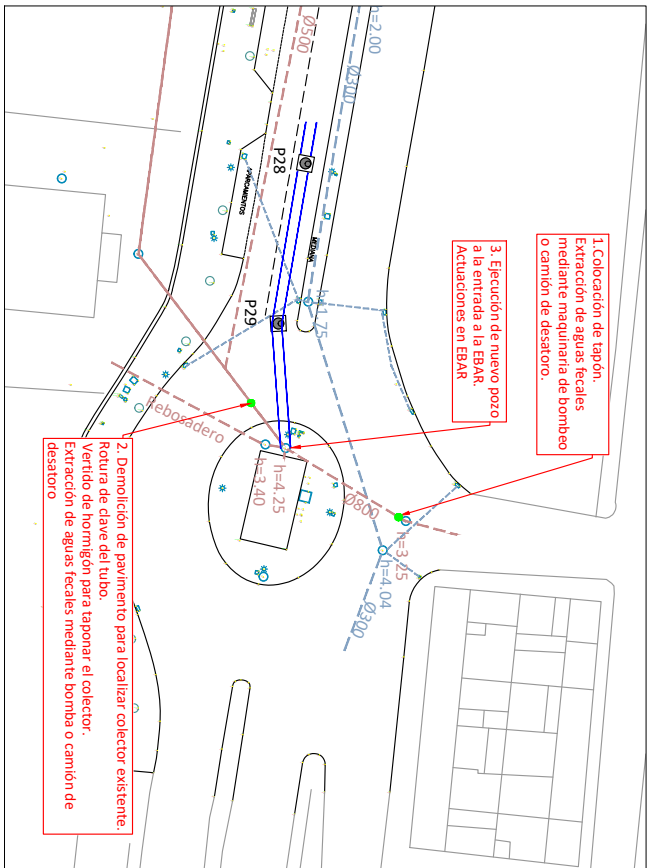 1.Colocación de tapón.
Extracción de aguas fecales
mediante maquinaria de bombeo
o camión de desatoro.
3. Ejecución de nuevo pozo
a la entrada a la EBAR.
Actuaciones en EBAR
2. Demolición de pavimento para localizar colector existente.
Rotura de clave del tubo.
Vertido de hormigón para taponar el colector.
Extracción de aguas fecales mediante bomba o camión de
desatoro
h=2.00
Ø300
Ø500
P28
APARCAMIENTOS
MEDIANA
h=1.75
P29
Rebosadero
h=4.25
h=3.40
Ø800
h=3.25
h=4.04
Ø300